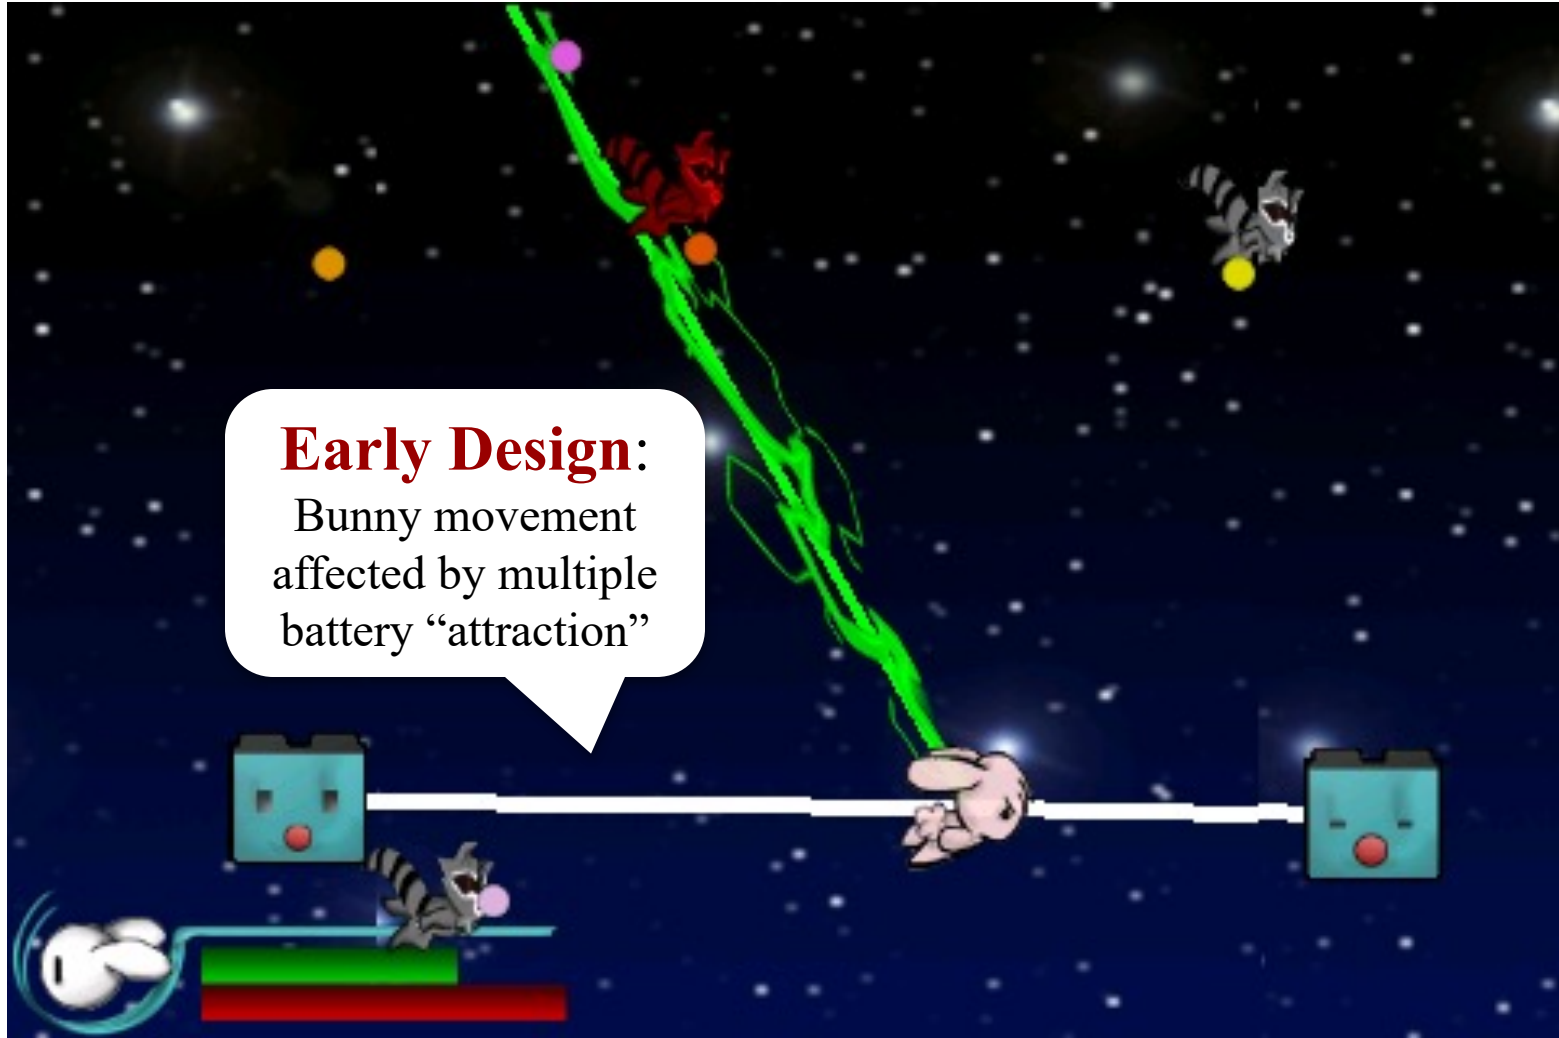 Early Design:
Bunny movement
affected by multiple
battery “attraction”